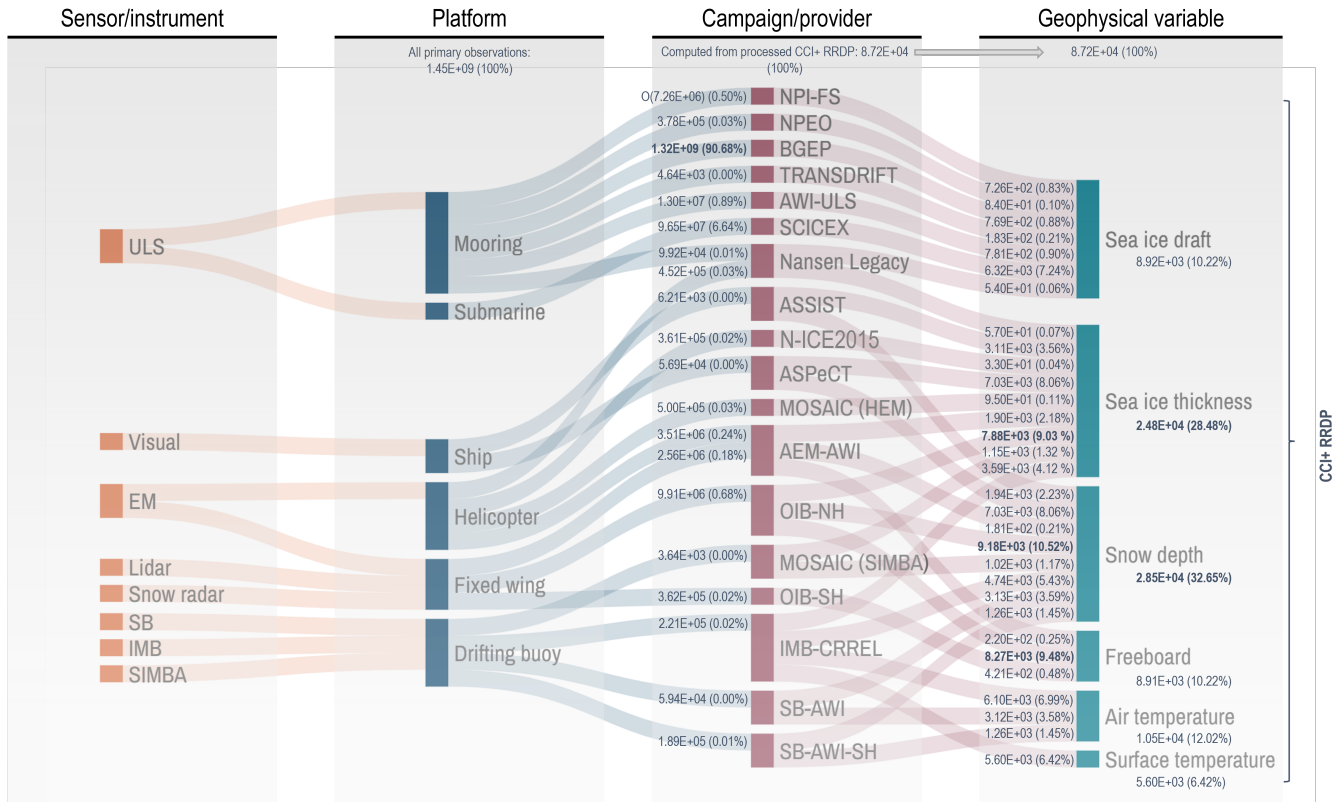 Sensor/instrument
Platform
Campaign/provider
Geophysical variable
All primary observations:
1.45E+09 (100%)
Computed from processed CCI+ RRDP: 8.72E+04
(100%)
8.72E+04 (100%)
ULS
Visual
EM
Lidar
Snow radar
SB
IMB
SIMBA
Mooring
Submarine
Ship
Helicopter
Fixed wing
Drifting buoy
O(7.26E+06) (0.50%)
NPI-FS
3.78E+05 (0.03%)
NPEO
1.32E+09 (90.68%)
BGEP
4.64E+03 (0.00%)
TRANSDRIFT
1.30E+07 (0.89%)
AWI-ULS
9.65E+07 (6.64%)
SCICEX
9.92E+04 (0.01%)
4.52E+05 (0.03%)
Nansen Legacy
6.21E+03 (0.00%)
ASSIST
3.61E+05 (0.02%)
N-ICE2015
5.69E+04 (0.00%)
ASPeCT
5.00E+05 (0.03%)
MOSAIC (HEM)
3.51E+06 (0.24%)
2.56E+06 (0.18%)
AEM-AWI
9.91E+06 (0.68%)
OIB-NH
3.64E+03 (0.00%)
MOSAIC (SIMBA)
3.62E+05 (0.02%)
OIB-SH
2.21E+05 (0.02%)
IMB-CRREL
5.94E+04 (0.00%)
SB-AWI
1.89E+05 (0.01%)
SB-AWI-SH
7.26E+02 (0.83%)
8.40E+01 (0.10%)
7.69E+02 (0.88%)
1.83E+02 (0.21%)
7.81E+02 (0.90%)
6.32E+03 (7.24%)
5.40E+01 (0.06%)
Sea ice draft
8.92E+03 (10.22%)
5.70E+01 (0.07%)
3.11E+03 (3.56%)
3.30E+01 (0.04%)
7.03E+03 (8.06%)
9.50E+01 (0.11%)
1.90E+03 (2.18%)
7.88E+03 (9.03 %)
1.15E+03 (1.32 %)
3.59E+03 (4.12 %)
Sea ice thickness
2.48E+04 (28.48%)
1.94E+03 (2.23%)
7.03E+03 (8.06%)
1.81E+02 (0.21%)
9.18E+03 (10.52%)
1.02E+03 (1.17%)
4.74E+03 (5.43%)
3.13E+03 (3.59%)
1.26E+03 (1.45%)
Snow depth
2.85E+04 (32.65%)
2.20E+02 (0.25%)
8.27E+03 (9.48%)
4.21E+02 (0.48%)
Freeboard
8.91E+03 (10.22%)
6.10E+03 (6.99%)
3.12E+03 (3.58%)
1.26E+03 (1.45%)
Air temperature
1.05E+04 (12.02%)
5.60E+03 (6.42%)
Surface temperature
5.60E+03 (6.42%)
CCI+ RRDP